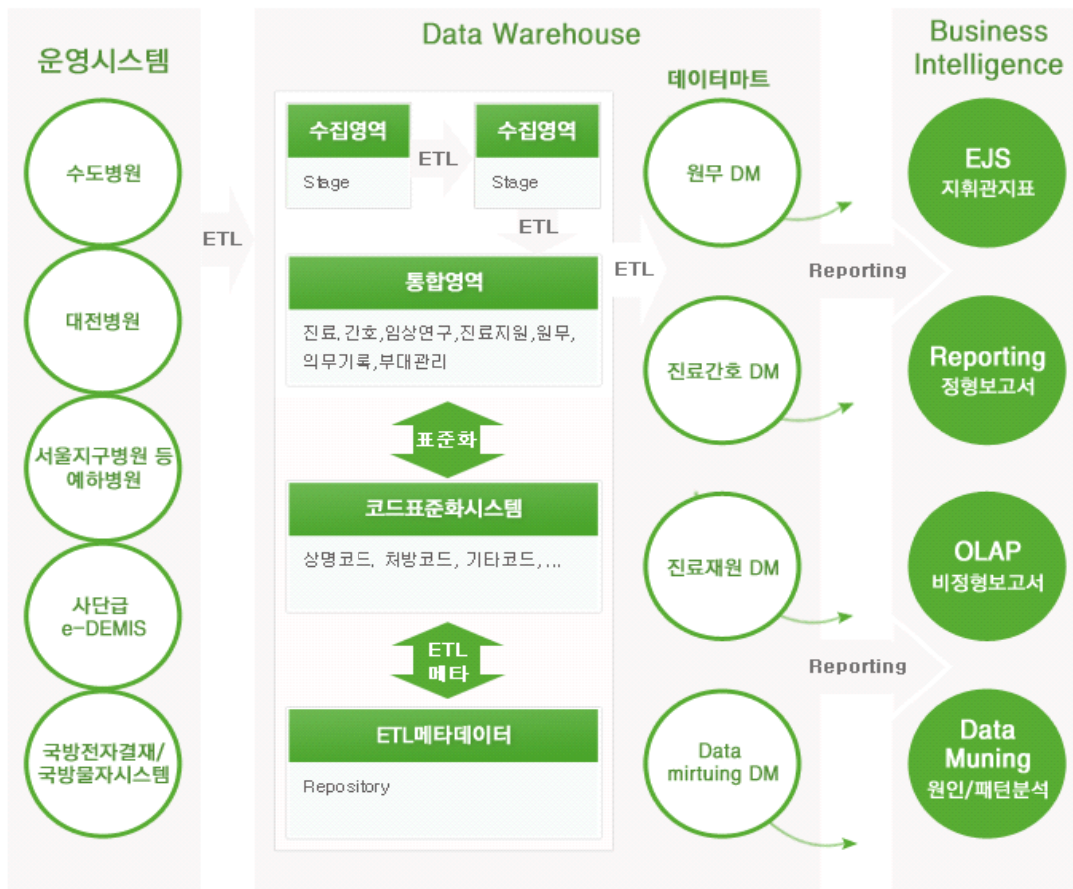 운영시스템
수도병원
대전병원
서울지구병원 등
예하병원
사단급
e-DEMIS
국방전자결재/
국방물자시스템
ETL
Data Warehouse
수집영역
Stage
ETL
수집영역
Stage
ETL
통합영역
진료,간호,임상연구,진료지원,원무,
의무기록,부대관리
표준화
코드표준화시스템
상명코드, 처방코드, 기타코드,...
ETL
메타
ETL메타데이터
Repository
ETL
데이터마트
원무 DM
진료간호 DM
진료재원 DM
Data
mirtuing DM
Reporting
Reporting
Business
Intelligence
EJS
지휘관지표
Reporting
정형보고서
OLAP
비정형보고서
Data
Muning
원인/패턴분석